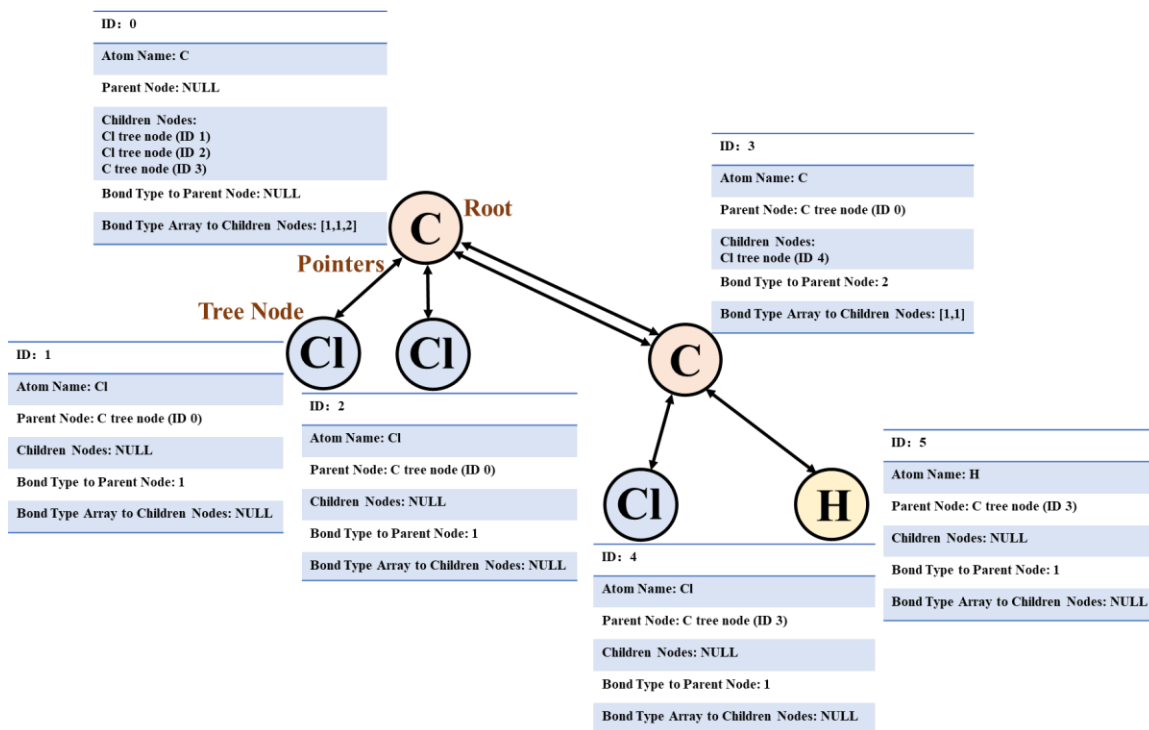 ID：0
Atom Name: C
Parent Node: NULL
Children Nodes:
Cl tree node (ID 1)
Cl tree node (ID 2)
C tree node (ID 3)
Bond Type to Parent Node: NULL
Bond Type Array to Children Nodes: [1,1,2]
C
Root
Pointers
Tree Node
Cl
Cl
C
Cl
H
ID：3
Atom Name: C
Parent Node: C tree node (ID 0)
Children Nodes:
Cl tree node (ID 4)
Bond Type to Parent Node: 2
Bond Type Array to Children Nodes: [1,1]
ID：1
Atom Name: Cl
Parent Node: C tree node (ID 0)
Children Nodes: NULL
Bond Type to Parent Node: 1
Bond Type Array to Children Nodes: NULL
ID：2
Atom Name: Cl
Parent Node: C tree node (ID 0)
Children Nodes: NULL
Bond Type to Parent Node: 1
Bond Type Array to Children Nodes: NULL
ID：5
Atom Name: H
Parent Node: C tree node (ID 3)
Children Nodes: NULL
Bond Type to Parent Node: 1
Bond Type Array to Children Nodes: NULL
ID：4
Atom Name: Cl
Parent Node: C tree node (ID 3)
Children Nodes: NULL
Bond Type to Parent Node: 1
Bond Type Array to Children Nodes: NULL